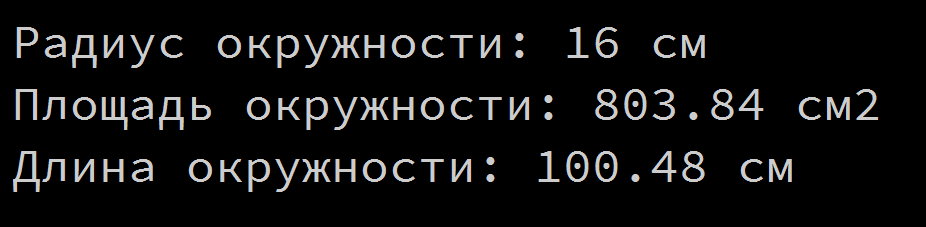 Радиус окружности: 16 см
Площадь окружности: 803.84 см2
Длина окружности: 100.48 см